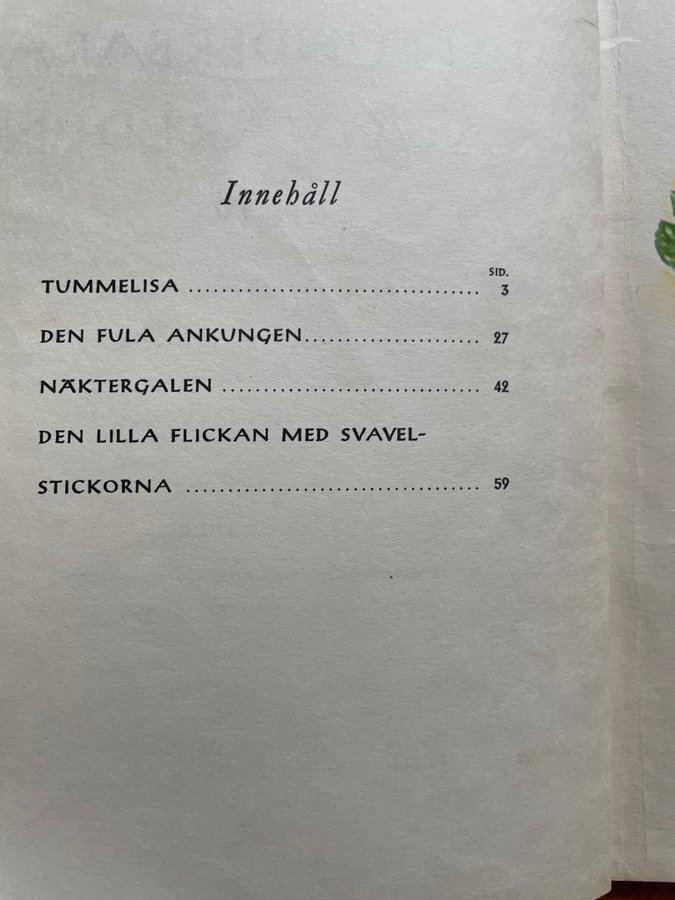 Innehåll
SID.
TUMMELISA ................................... 3
DEN FULA ANKUNGEN..................... 27
NÄKTERGALEN ............................... 42
DEN LILLA FLICKAN MED SVAVEL-
STICKORNA ................................... 59